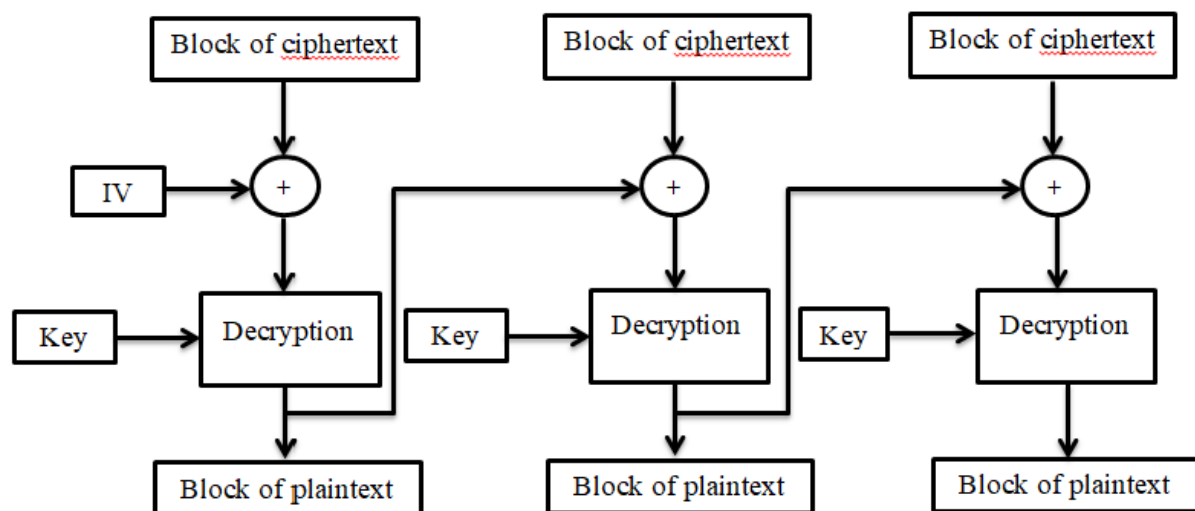 Block of ciphertext
Block of ciphertext
Block of ciphertext
IV
+
+
+
Key
Decryption
Key
Decryption
Key
Decryption
Block of plaintext
Block of plaintext
Block of plaintext